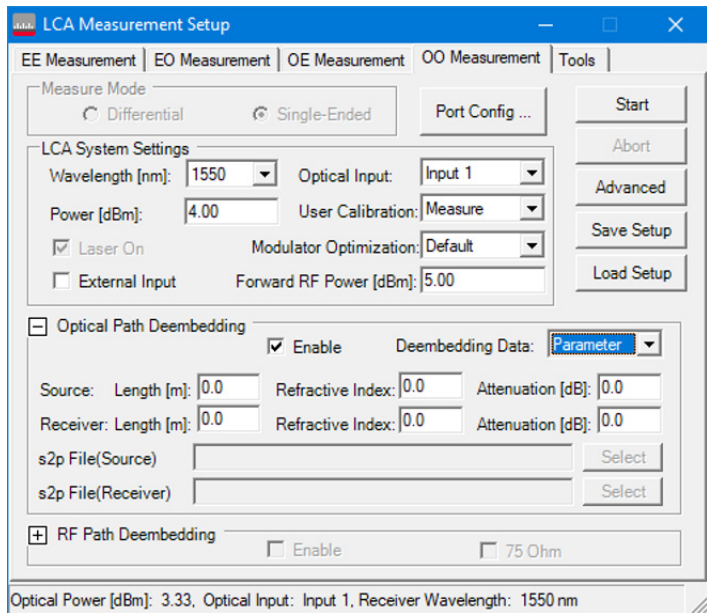 LCA Measurement Setup
EE Measurement EO Measurement OE Measurement OO Measurement Tools
Measure Mode
Differential Single-Ended
Port Config ...
Start
Abort
Advanced
Save Setup
Load Setup
LCA System Settings
Wavelength [nm]: 1550 Optical Input: Input 1
Power [dBm]: 4.00 User Calibration: Measure
Laser On Modulator Optimization: Default
External Input Forward RF Power [dBm]: 5.00
Optical Path Deembedding
Enable Deembedding Data: Parameter
Source: Length [m]: 0.0 Refractive Index: 0.0 Attenuation [dB]: 0.0
Receiver: Length [m]: 0.0 Refractive Index: 0.0 Attenuation [dB]: 0.0
s2p File(Source) Select
s2p File(Receiver) Select
RF Path Deembedding
Enable 75 Ohm
Optical Power [dBm]: 3.33, Optical Input: Input 1, Receiver Wavelength: 1550 nm